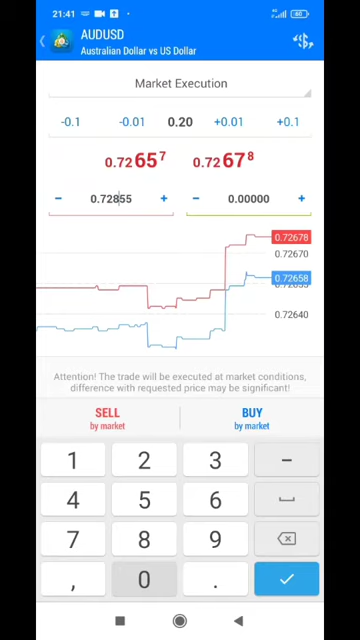 21:41
60
AUDUSD
Australian Dollar vs US Dollar
Market Execution
-0.1 -0.01 0.20 +0.01 +0.1
0.72657 0.72678
− 0.72855 + − 0.00000 +
0.72678
0.72670
0.72658
0.72640
Attention! The trade will be executed at market conditions,
difference with requested price may be significant!
SELL BUY
by market by market
1 2 3 −
4 5 6
7 8 9
, 0 .